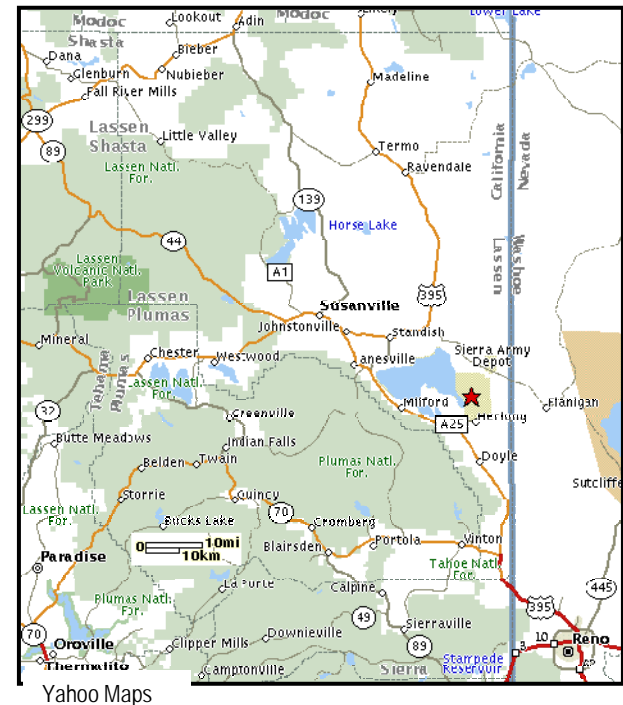 Modoc
Shasta
Lookout
Adin
Modoc
Likely
Lower Lake
Dana
Bieber
Glenburn
Nubieber
Fall River Mills
Madeline
299
Lassen
Shasta
Little Valley
89
Lassen Natl.
For.
Termo
Ravendale
California
Nevada
139
Horse Lake
44
Lassen
Volcanic Natl.
Park
A1
Lassen
Washoe
Lassen
Plumas
Susanville
395
Johnstonville
Standish
Mineral
Chester
Westwood
Janesville
Sierra Army
Depot
Tehama
Plumas
Lassen Natl.
For.
32
Greenville
Milford
A25
Herlong
Flanigan
Butte Meadows
Indian Falls
Belden
Twain
Plumas Natl.
For.
Doyle
Storrie
Quincy
Sutcliffe
Lassen Natl.
For.
70
Bucks Lake
Cromberg
0 10mi
10km
Blairsden
Portola
Vinton
Paradise
Tahoe Natl.
For.
La Porte
Calpine
445
Plumas Natl.
For.
49
395
Sierraville
70
Oroville
Downieville
89
Reno
10
Clipper Mills
Thermalito
Camptonville
Sierra
Stampede
Reservoir
Yahoo Maps